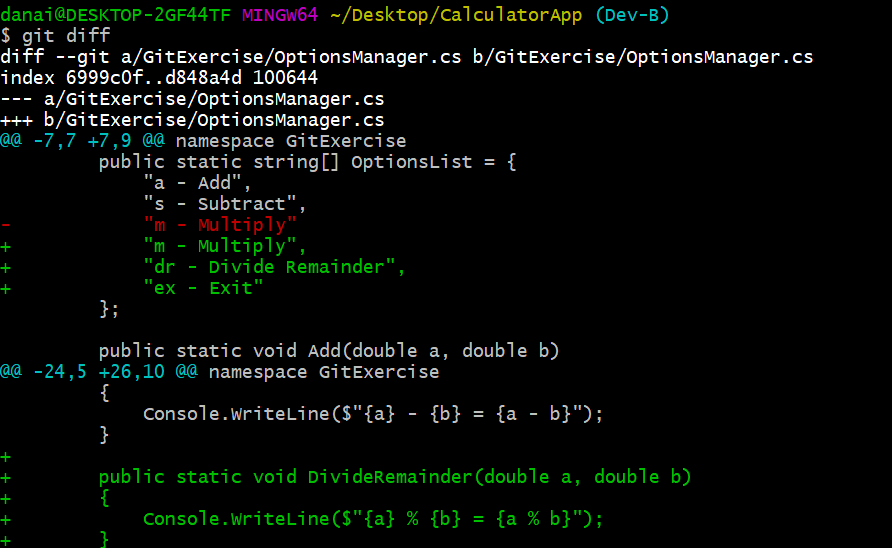 danai@DESKTOP-2GF44TF MINGW64 ~/Desktop/CalculatorApp (Dev-B)
$ git diff
diff --git a/GitExercise/OptionsManager.cs b/GitExercise/OptionsManager.cs
index 6999c0f..d848a4d 100644
--- a/GitExercise/OptionsManager.cs
+++ b/GitExercise/OptionsManager.cs
@@ -7,7 +7,9 @@ namespace GitExercise
         public static string[] OptionsList = {
             "a - Add",
             "s - Subtract",
-            "m - Multiply"
+            "m - Multiply",
+            "dr - Divide Remainder",
+            "ex - Exit"
         };

         public static void Add(double a, double b)
@@ -24,5 +26,10 @@ namespace GitExercise
         {
             Console.WriteLine($"{a} - {b} = {a - b}");
         }
+
+        public static void DivideRemainder(double a, double b)
+        {
+            Console.WriteLine($"{a} % {b} = {a % b}");
+        }